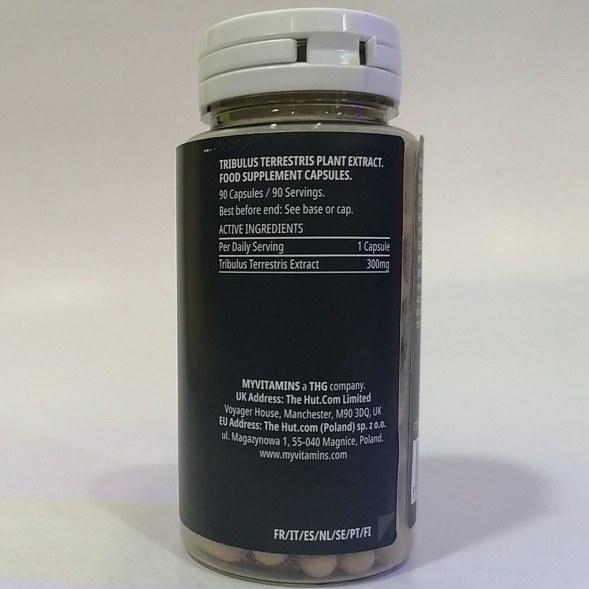 TRIBULUS TERRESTRIS PLANT EXTRACT.
FOOD SUPPLEMENT CAPSULES.
90 Capsules / 90 Servings.
Best before end: See base or cap.
ACTIVE INGREDIENTS
Per Daily Serving 1 Capsule
Tribulus Terrestris Extract 300mg
MYVITAMINS a THG company.
UK Address: The Hut.Com Limited
Voyager House, Manchester, M90 3DQ, UK
EU Address: The Hut.com (Poland) sp. z o.o.
ul. Magazynowa 1, 55-040 Magnice, Poland.
www.myvitamins.com
FR/IT/ES/NL/SE/PT/FI